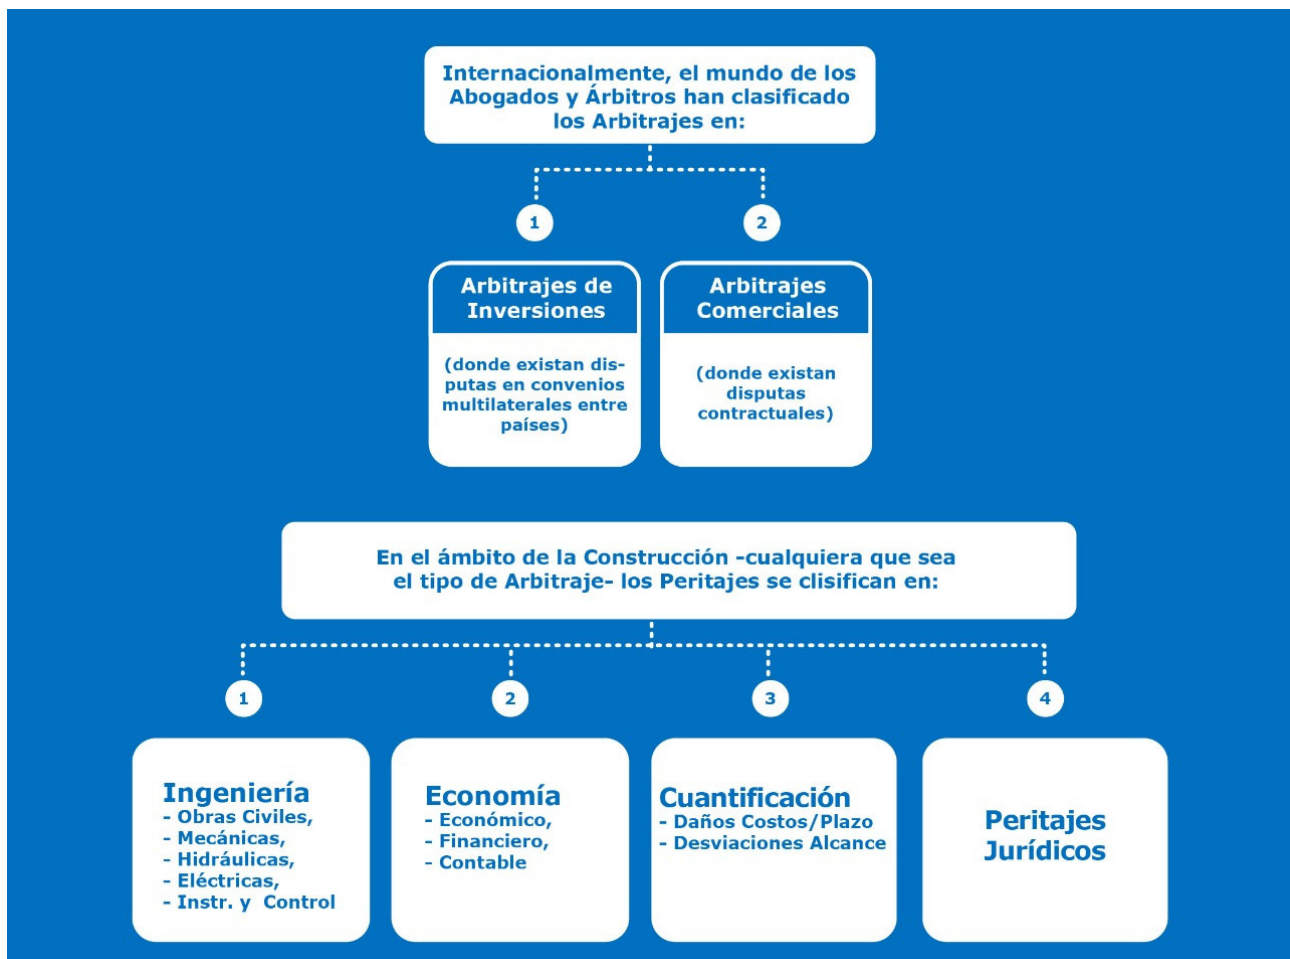 Internacionalmente, el mundo de los
Abogados y Árbitros han clasificado
los Arbitrajes en:
1
2
Arbitrajes de
Inversiones
(donde existan dis-
putas en convenios
multilaterales entre
países)
Arbitrajes
Comerciales
(donde existan
disputas
contractuales)
En el ámbito de la Construcción -cualquiera que sea
el tipo de Arbitraje- los Peritajes se clisifican en:
1
2
3
4
Ingeniería
- Obras Civiles,
- Mecánicas,
- Hidráulicas,
- Eléctricas,
- Instr. y  Control
Economía
- Económico,
- Financiero,
- Contable
Cuantificación
- Daños Costos/Plazo
- Desviaciones Alcance
Peritajes
Jurídicos